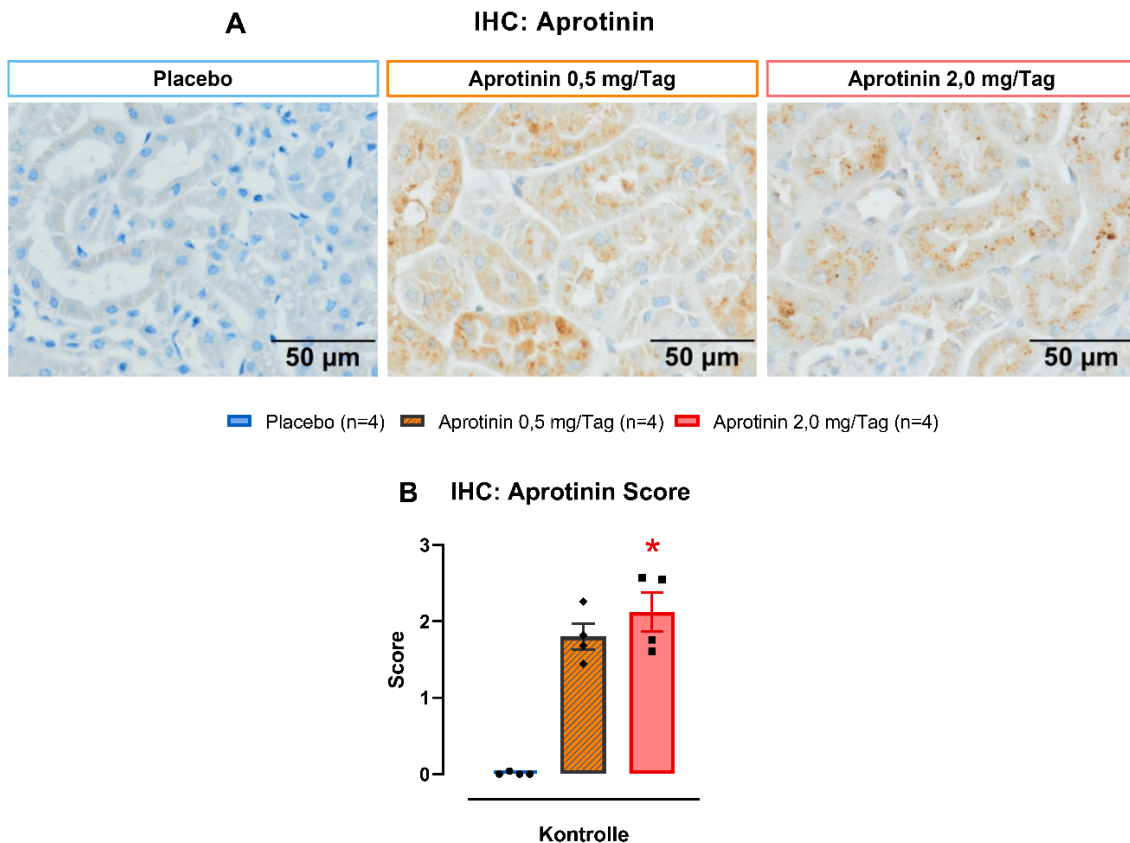 A IHC: Aprotinin
Placebo Aprotinin 0,5 mg/Tag Aprotinin 2,0 mg/Tag
50 µm 50 µm 50 µm
Placebo (n=4) Aprotinin 0,5 mg/Tag (n=4) Aprotinin 2,0 mg/Tag (n=4)
B IHC: Aprotinin Score
*
3
2
1
0
Score
Kontrolle